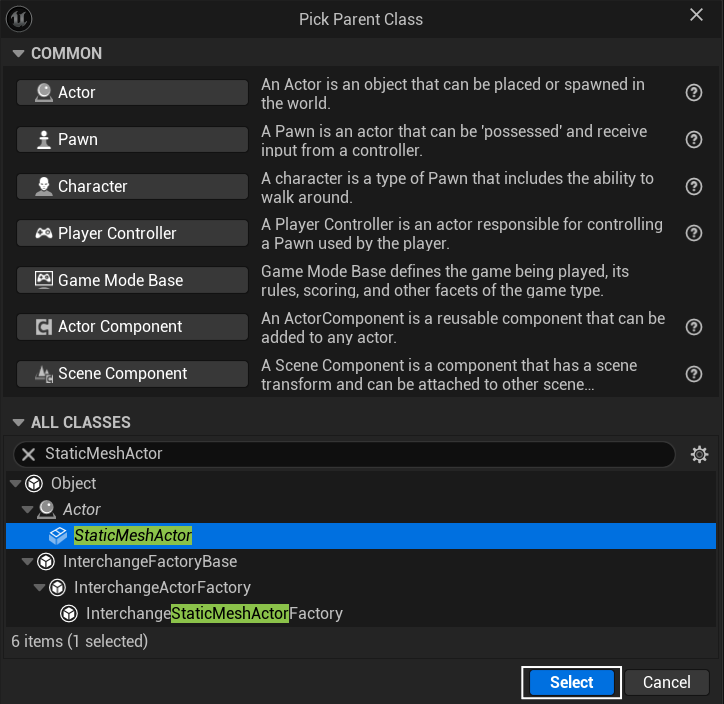 Pick Parent Class
COMMON
Actor
An Actor is an object that can be placed or spawned in
the world.
Pawn
A Pawn is an actor that can be 'possessed' and receive
input from a controller.
Character
A character is a type of Pawn that includes the ability to
walk around.
Player Controller
A Player Controller is an actor responsible for controlling
a Pawn used by the player.
Game Mode Base
Game Mode Base defines the game being played, its
rules, scoring, and other facets of the game type.
Actor Component
An ActorComponent is a reusable component that can be
added to any actor.
Scene Component
A Scene Component is a component that has a scene
transform and can be attached to other scene…
ALL CLASSES
StaticMeshActor
Object
Actor
StaticMeshActor
InterchangeFactoryBase
InterchangeActorFactory
InterchangeStaticMeshActorFactory
6 items (1 selected)
Select
Cancel